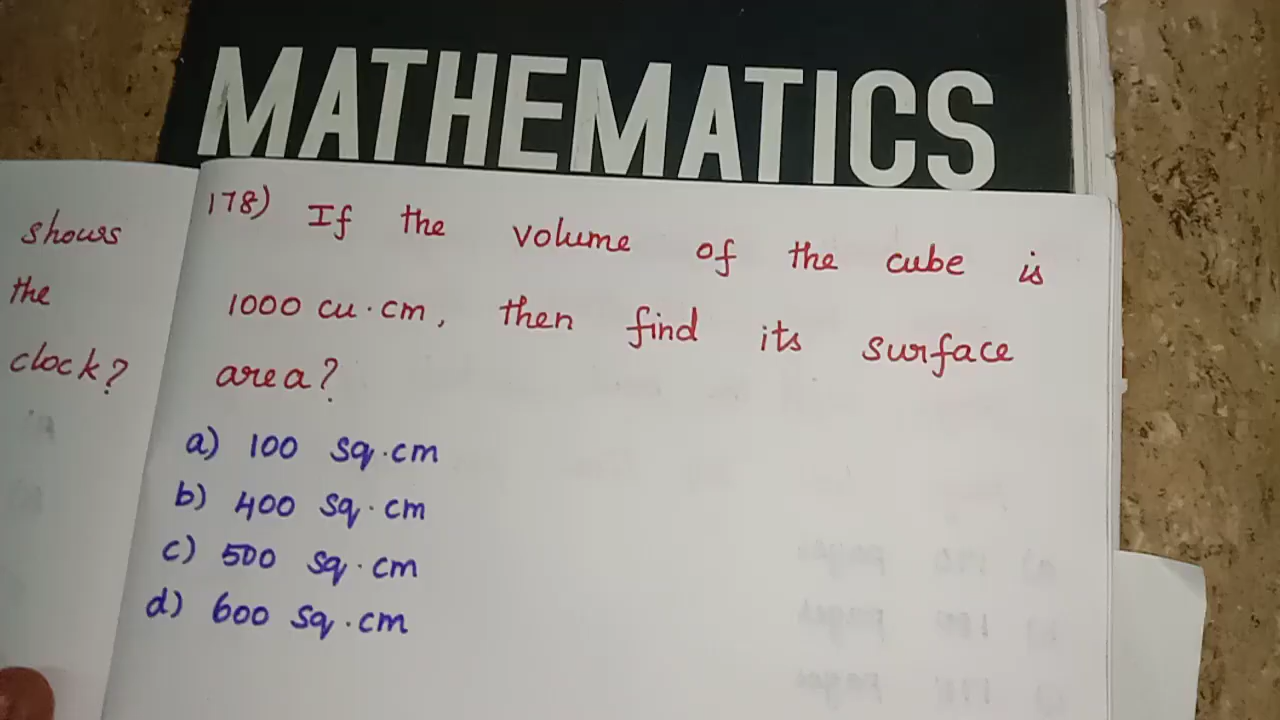 MATHEMATICS
shows
the
clock?
178) If the volume of the cube is
1000 cu.cm, then find its surface
area?
a) 100 sq.cm
b) 400 sq.cm
c) 500 sq.cm
d) 600 sq.cm